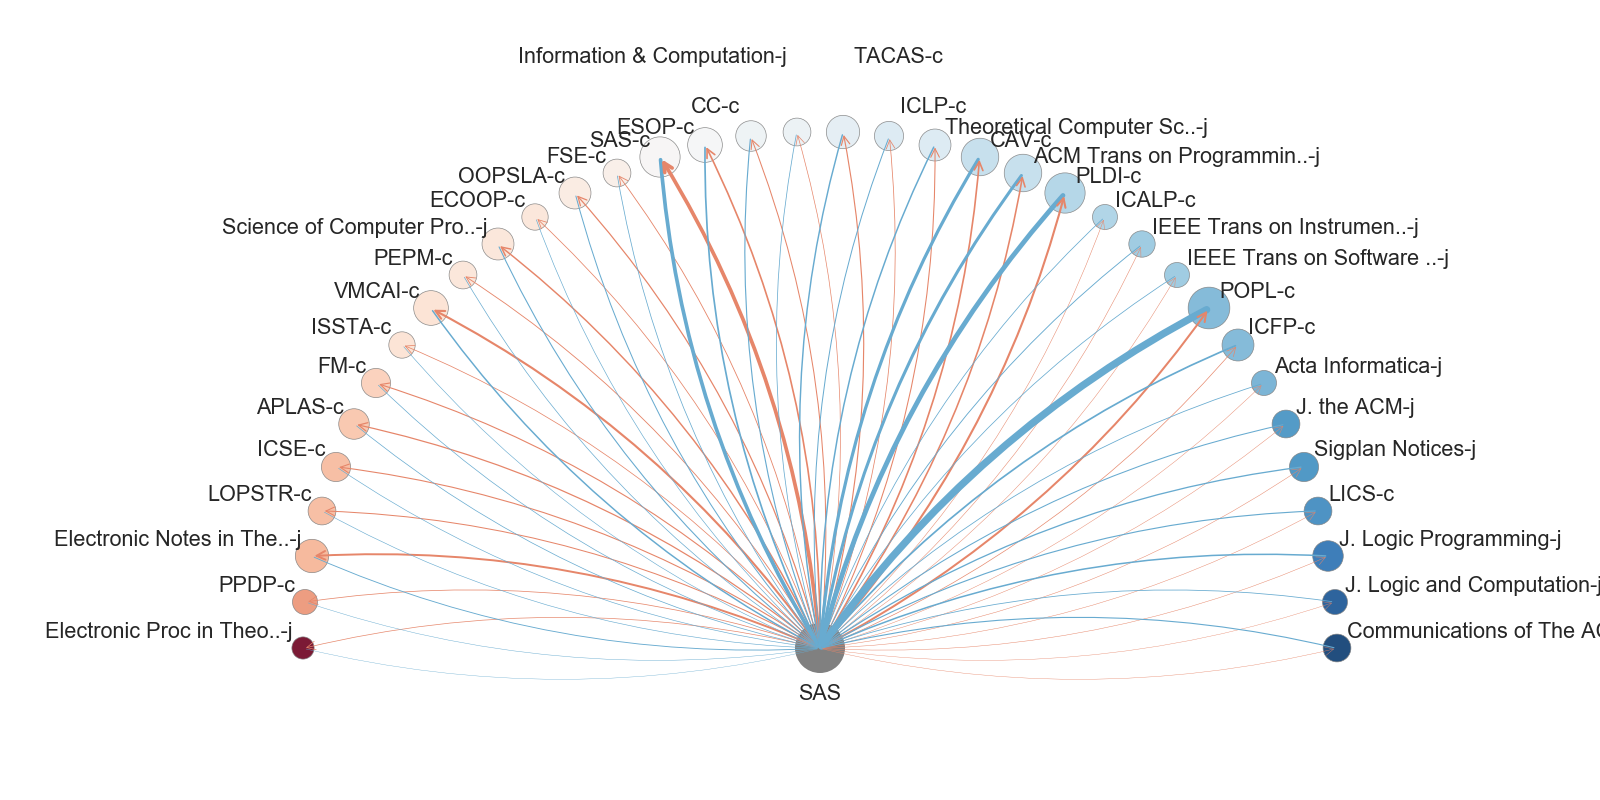 Information & Computation-j
TACAS-c
CC-c
ICLP-c
ESOP-c
Theoretical Computer Sc..-j
SAS-c
CAV-c
FSE-c
ACM Trans on Programmin..-j
OOPSLA-c
PLDI-c
ECOOP-c
ICALP-c
Science of Computer Pro..-j
IEEE Trans on Instrumen..-j
PEPM-c
IEEE Trans on Software ..-j
VMCAI-c
POPL-c
ISSTA-c
ICFP-c
FM-c
Acta Informatica-j
APLAS-c
J. the ACM-j
ICSE-c
Sigplan Notices-j
LOPSTR-c
LICS-c
Electronic Notes in The..-j
J. Logic Programming-j
PPDP-c
J. Logic and Computation-j
Electronic Proc in Theo..-j
Communications of The AC
SAS